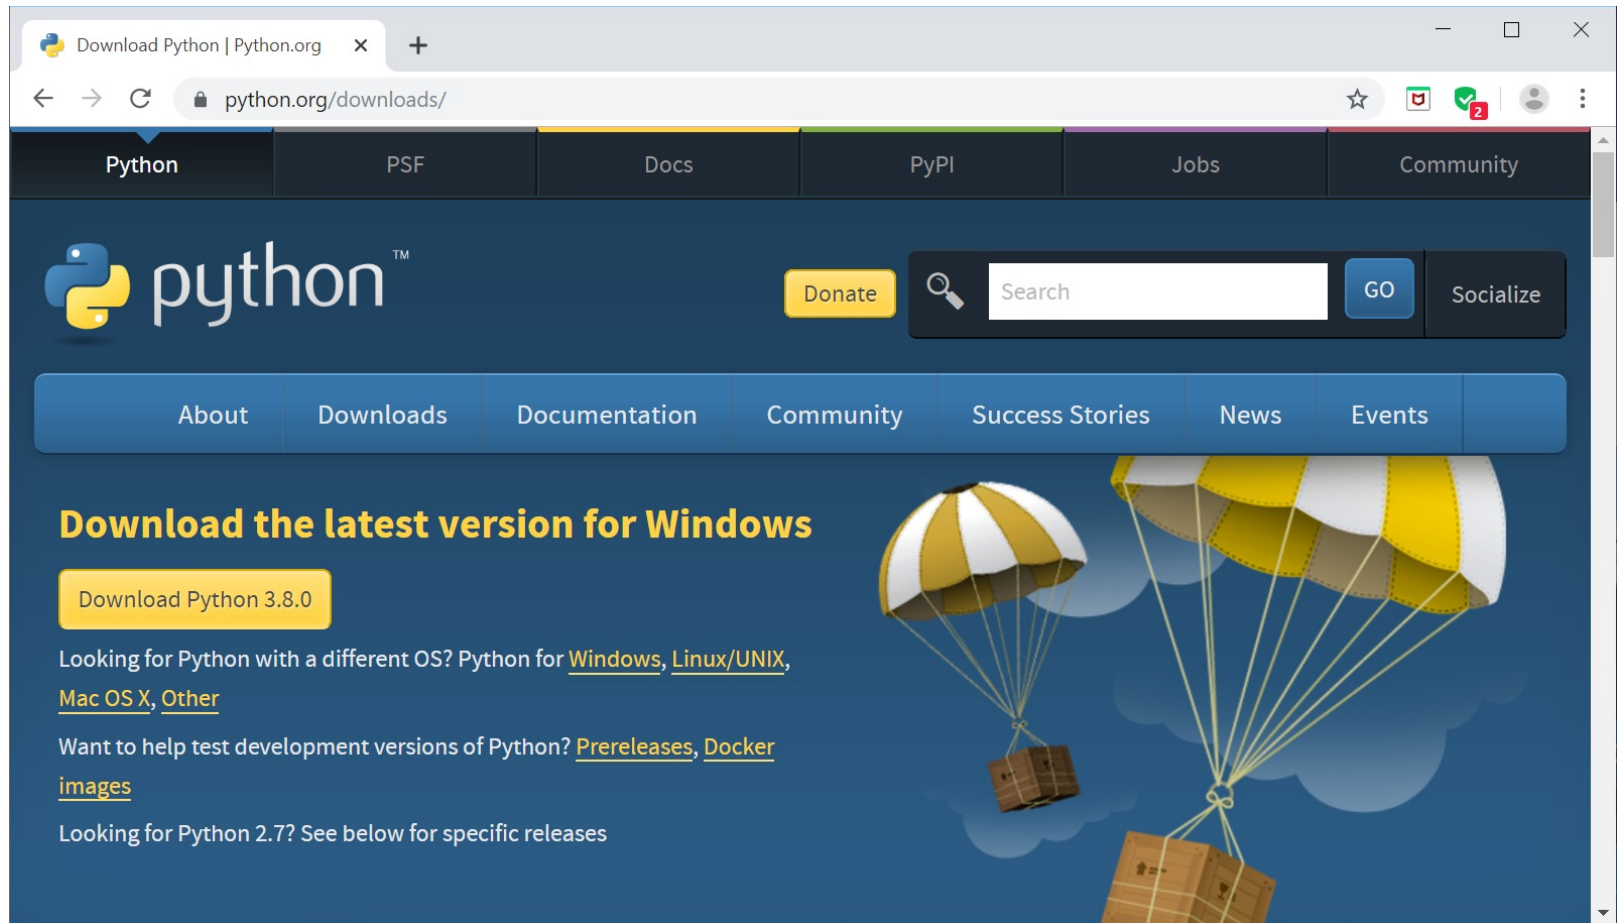 Download Python | Python.org
python.org/downloads/
2
Python PSF Docs PyPI Jobs Community
python™
Donate Search GO Socialize
About Downloads Documentation Community Success Stories News Events
Download the latest version for Windows
Download Python 3.8.0
Looking for Python with a different OS? Python for Windows, Linux/UNIX,
Mac OS X, Other
Want to help test development versions of Python? Prereleases, Docker
images
Looking for Python 2.7? See below for specific releases